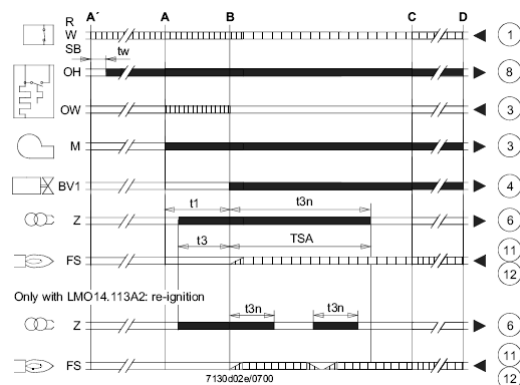 A´ A B C D
R
W 1
SB tw
OH 8
OW 3
M 3
BV1 4
t1 t3n
Z 6
t3 TSA
FS 11
12
Only with LMO14.113A2: re-ignition
t3n t3n
Z 6
FS 11
7130d02e/0700 12